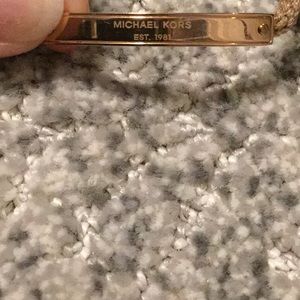 MICHAEL KORS
EST. 1981